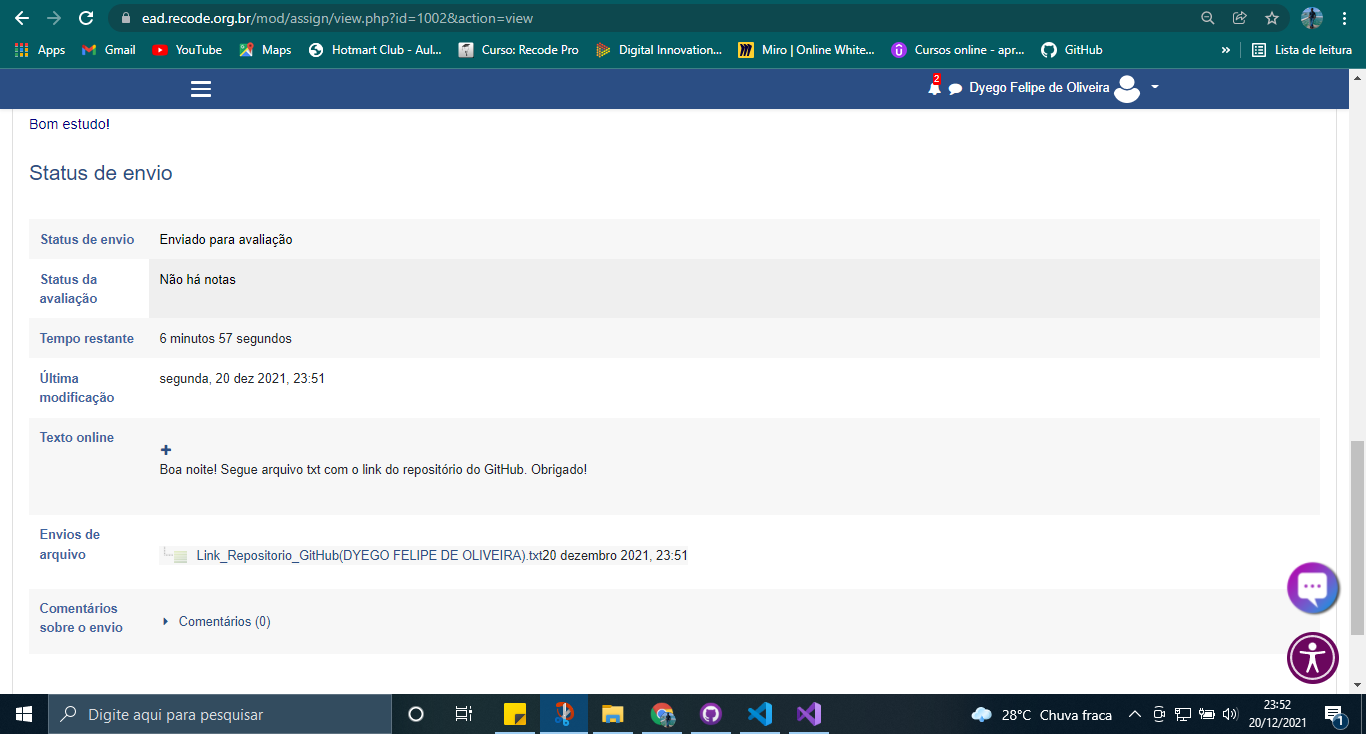 ead.recode.org.br/mod/assign/view.php?id=1002&action=view
Apps Gmail YouTube Maps Hotmart Club - Aul... Curso: Recode Pro Digital Innovation... Miro | Online White... Cursos online - apr... GitHub » Lista de leitura
2 Dyego Felipe de Oliveira
Bom estudo!
Status de envio
Status de envio Enviado para avaliação
Status da avaliação Não há notas
Tempo restante 6 minutos 57 segundos
Última modificação segunda, 20 dez 2021, 23:51
Texto online
Boa noite! Segue arquivo txt com o link do repositório do GitHub. Obrigado!
Envios de arquivo
Link_Repositorio_GitHub(DYEGO FELIPE DE OLIVEIRA).txt20 dezembro 2021, 23:51
Comentários sobre o envio Comentários (0)
Digite aqui para pesquisar
28°C Chuva fraca
23:52
20/12/2021
1